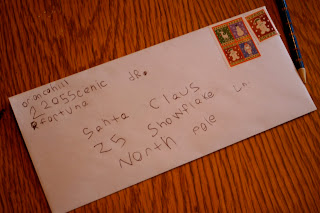 2205 Scenic dr.
Fortuna
Santa Claus
25 Snowflake Ln.
North Pole